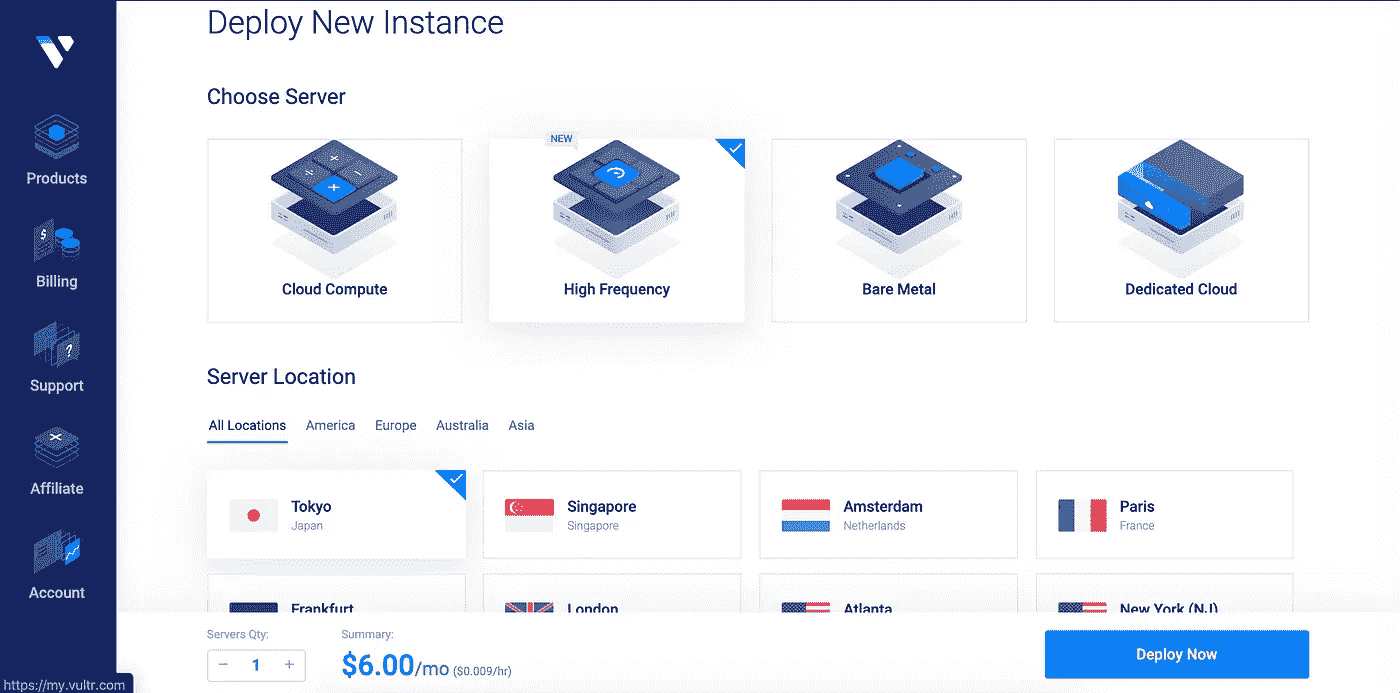 Deploy New Instance
Choose Server
NEW
Cloud Compute
High Frequency
Bare Metal
Dedicated Cloud
Products
Billing
Support
Affiliate
Account
Server Location
All Locations America Europe Australia Asia
Tokyo
Japan
Singapore
Singapore
Amsterdam
Netherlands
Paris
France
Frankfurt
London
Atlanta
New York (NJ)
Servers Qty:
− 1 +
Summary:
$6.00/mo ($0.009/hr)
Deploy Now
https://my.vultr.com